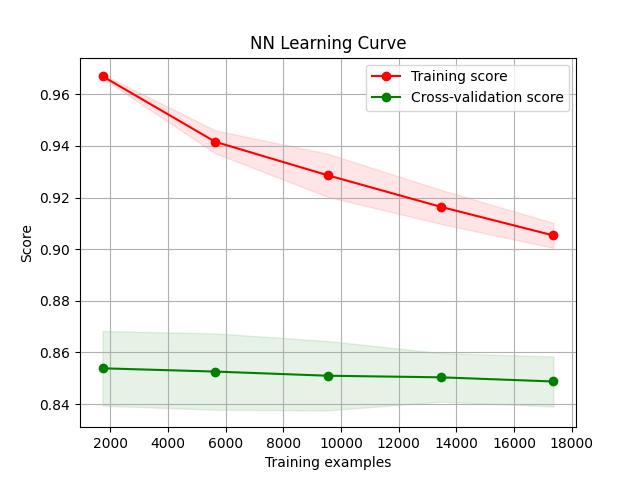 NN Learning Curve
Training score
Cross-validation score
0.96
0.94
0.92
0.90
0.88
0.86
0.84
Score
2000 4000 6000 8000 10000 12000 14000 16000 18000
Training examples